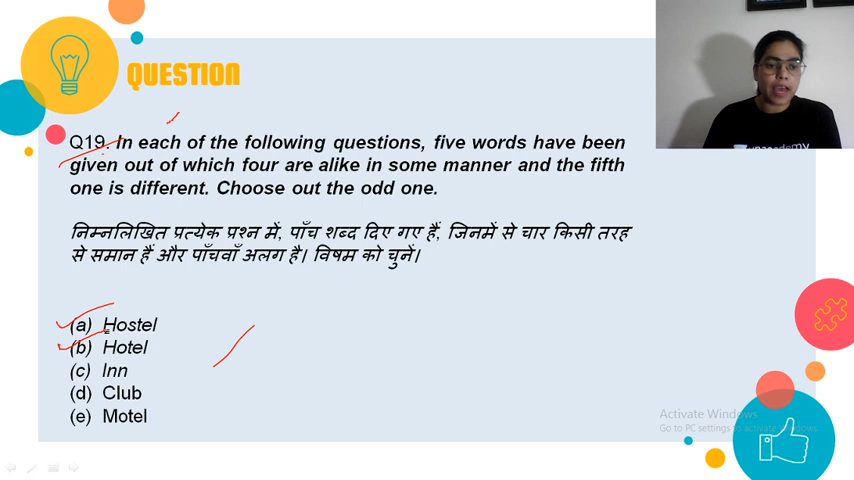 QUESTION
Q19. In each of the following questions, five words have been
given out of which four are alike in some manner and the fifth
one is different. Choose out the odd one.
निम्नलिखित प्रत्येक प्रश्न में, पाँच शब्द दिए गए हैं, जिनमें से चार किसी तरह
से समान हैं और पाँचवाँ अलग है। विषम को चुनें।
(a) Hostel
(b) Hotel
(c) Inn
(d) Club
(e) Motel
Activate Windows
Go to PC settings to activate Windows.